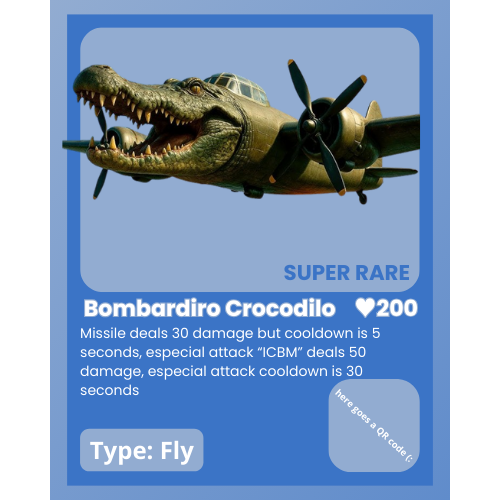 SUPER RARE
Bombardiro Crocodilo ♥200
Missile deals 30 damage but cooldown is 5
seconds, especial attack “ICBM” deals 50
damage, especial attack cooldown is 30
seconds
here goes a QR code (:
Type: Fly